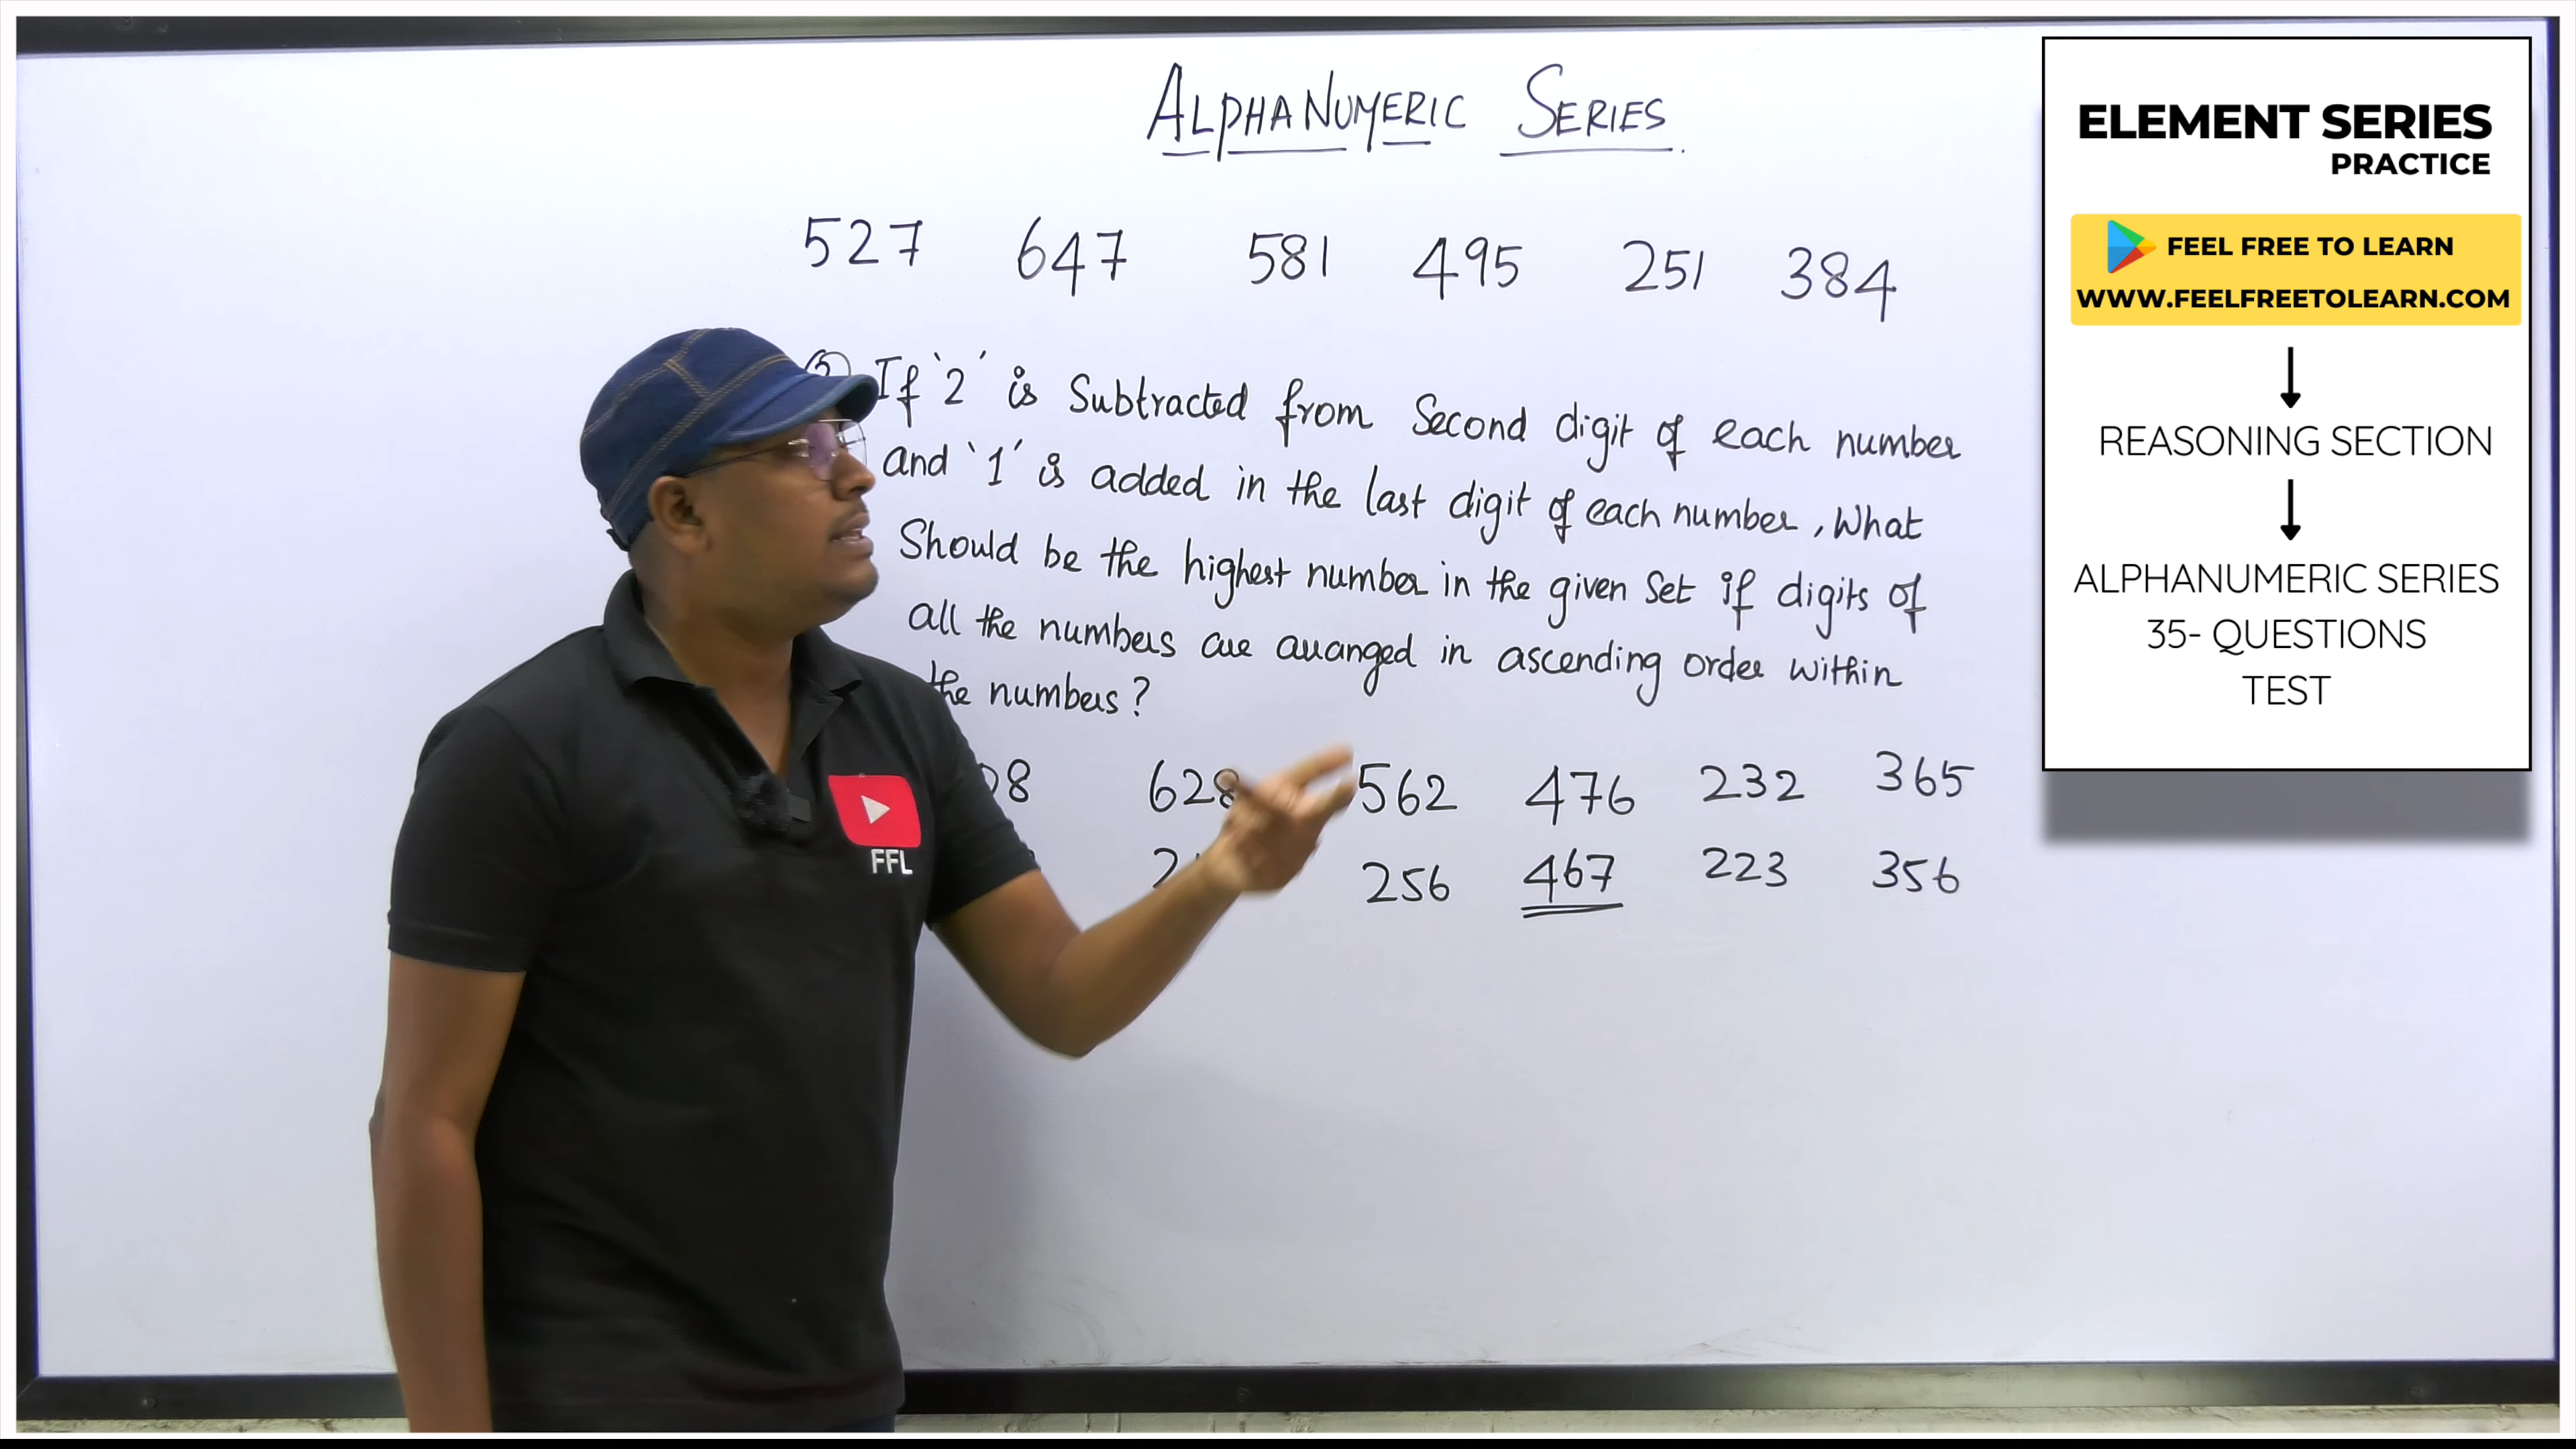 ALPHANUMERIC SERIES
527 647 581 495 251 384
If '2' is Subtracted from Second digit of each number
and '1' is added in the last digit of each number, What
Should be the highest number in the given Set if digits of
all the numbers are arranged in ascending order within
the numbers?
08 628 562 476 232 365
2 256 467 223 356
FFL
ELEMENT SERIES
PRACTICE
FEEL FREE TO LEARN
WWW.FEELFREETOLEARN.COM
REASONING SECTION
ALPHANUMERIC SERIES
35- QUESTIONS
TEST